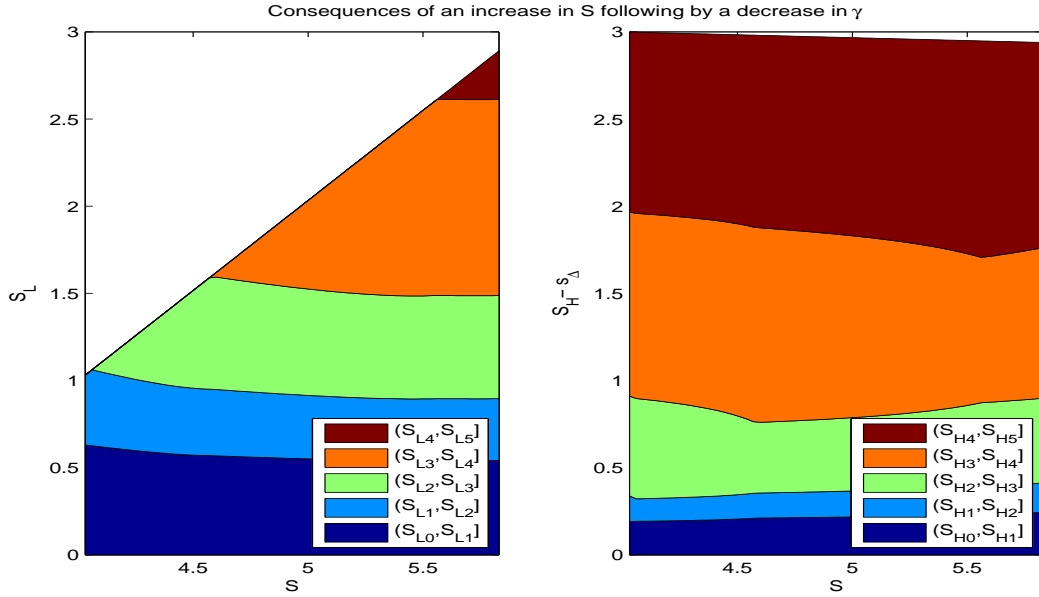 Consequences of an increase in S following by a decrease in γ
3
2.5
2
1.5
1
0.5
0
S_L
4.5 5 5.5
S
(S_L4,S_L5]
(S_L3,S_L4]
(S_L2,S_L3]
(S_L1,S_L2]
(S_L0,S_L1]
3
2.5
2
1.5
1
0.5
0
S_H – s_Δ
4.5 5 5.5
S
(S_H4,S_H5]
(S_H3,S_H4]
(S_H2,S_H3]
(S_H1,S_H2]
(S_H0,S_H1]